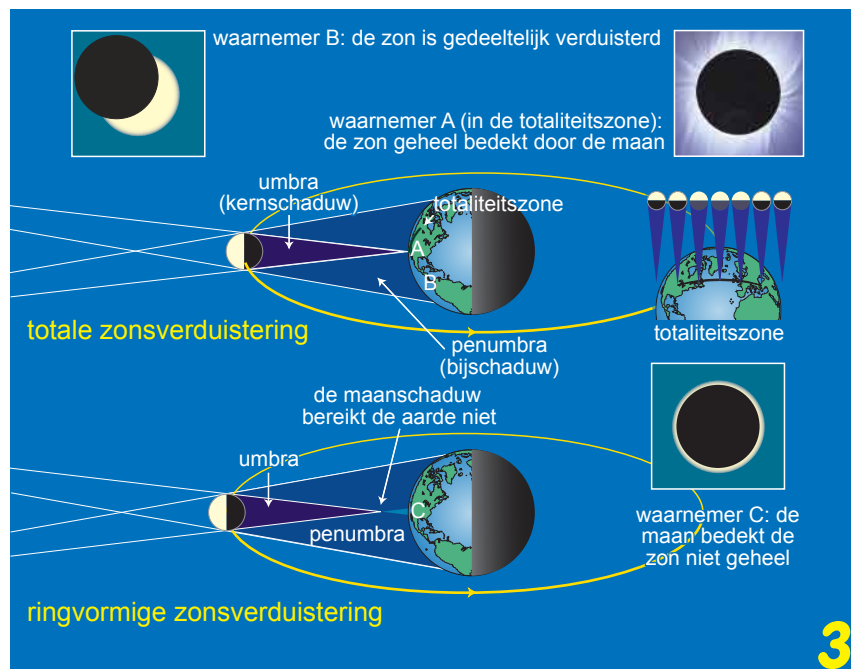 waarnemer B: de zon is gedeeltelijk verduisterd
waarnemer A (in de totaliteitszone):
de zon geheel bedekt door de maan
umbra
(kernschaduw)
totaliteitszone
A
B
totale zonsverduistering
penumbra
(bijschaduw)
totaliteitszone
de maanschaduw
bereikt de aarde niet
umbra
C
penumbra
waarnemer C: de
maan bedekt de
zon niet geheel
ringvormige zonsverduistering
3